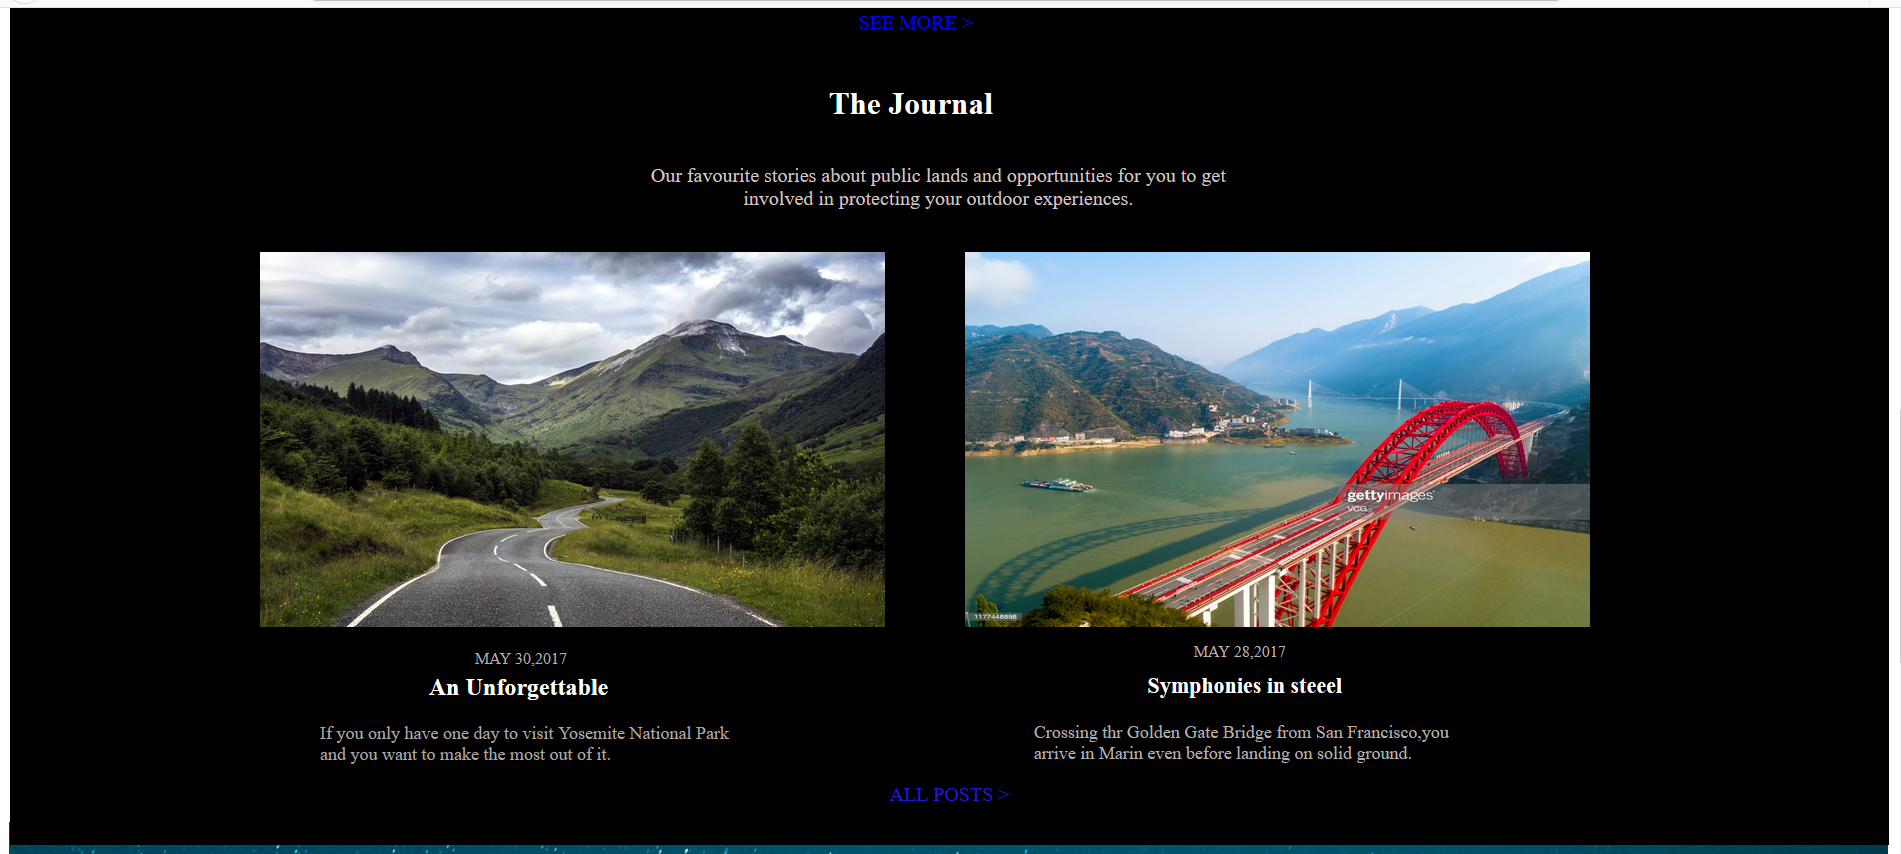 SEE MORE >
The Journal
Our favourite stories about public lands and opportunities for you to get
involved in protecting your outdoor experiences.
gettyimages
VCG
1177448898
MAY 30,2017
An Unforgettable
If you only have one day to visit Yosemite National Park
and you want to make the most out of it.
MAY 28,2017
Symphonies in steeel
Crossing thr Golden Gate Bridge from San Francisco,you
arrive in Marin even before landing on solid ground.
ALL POSTS >